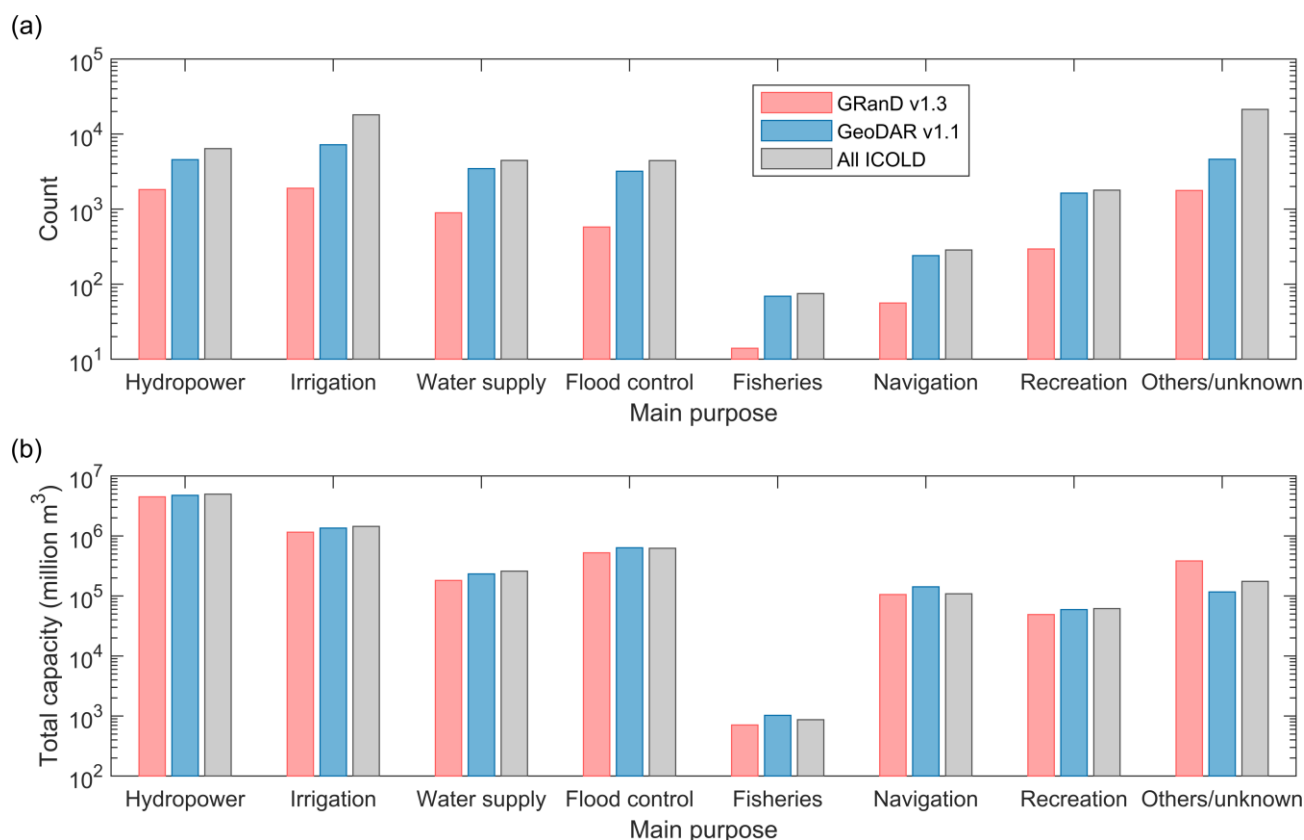 (a)
10^5
10^4
10^3
10^2
10^1
Count
GRanD v1.3
GeoDAR v1.1
All ICOLD
Hydropower Irrigation Water supply Flood control Fisheries Navigation Recreation Others/unknown
Main purpose
(b)
10^7
10^6
10^5
10^4
10^3
10^2
Total capacity (million m^3)
Hydropower Irrigation Water supply Flood control Fisheries Navigation Recreation Others/unknown
Main purpose